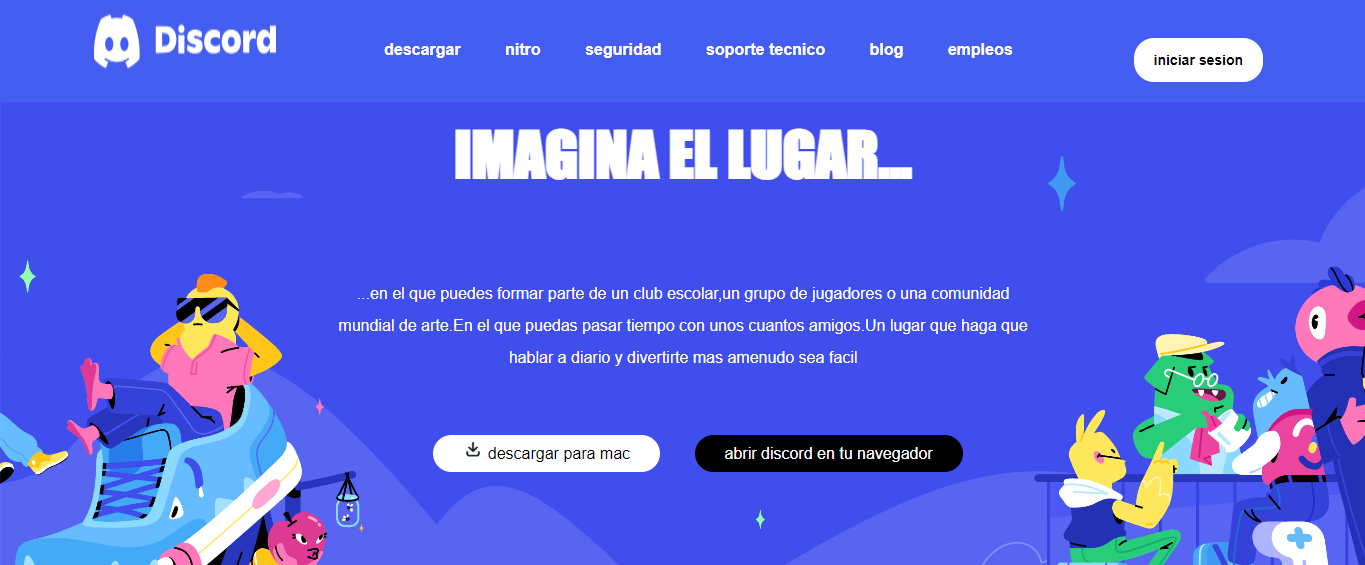 Discord
descargar nitro seguridad soporte tecnico blog empleos
iniciar sesion
IMAGINA EL LUGAR...
...en el que puedes formar parte de un club escolar,un grupo de jugadores o una comunidad
mundial de arte.En el que puedas pasar tiempo con unos cuantos amigos.Un lugar que haga que
hablar a diario y divertirte mas amenudo sea facil
descargar para mac
abrir discord en tu navegador